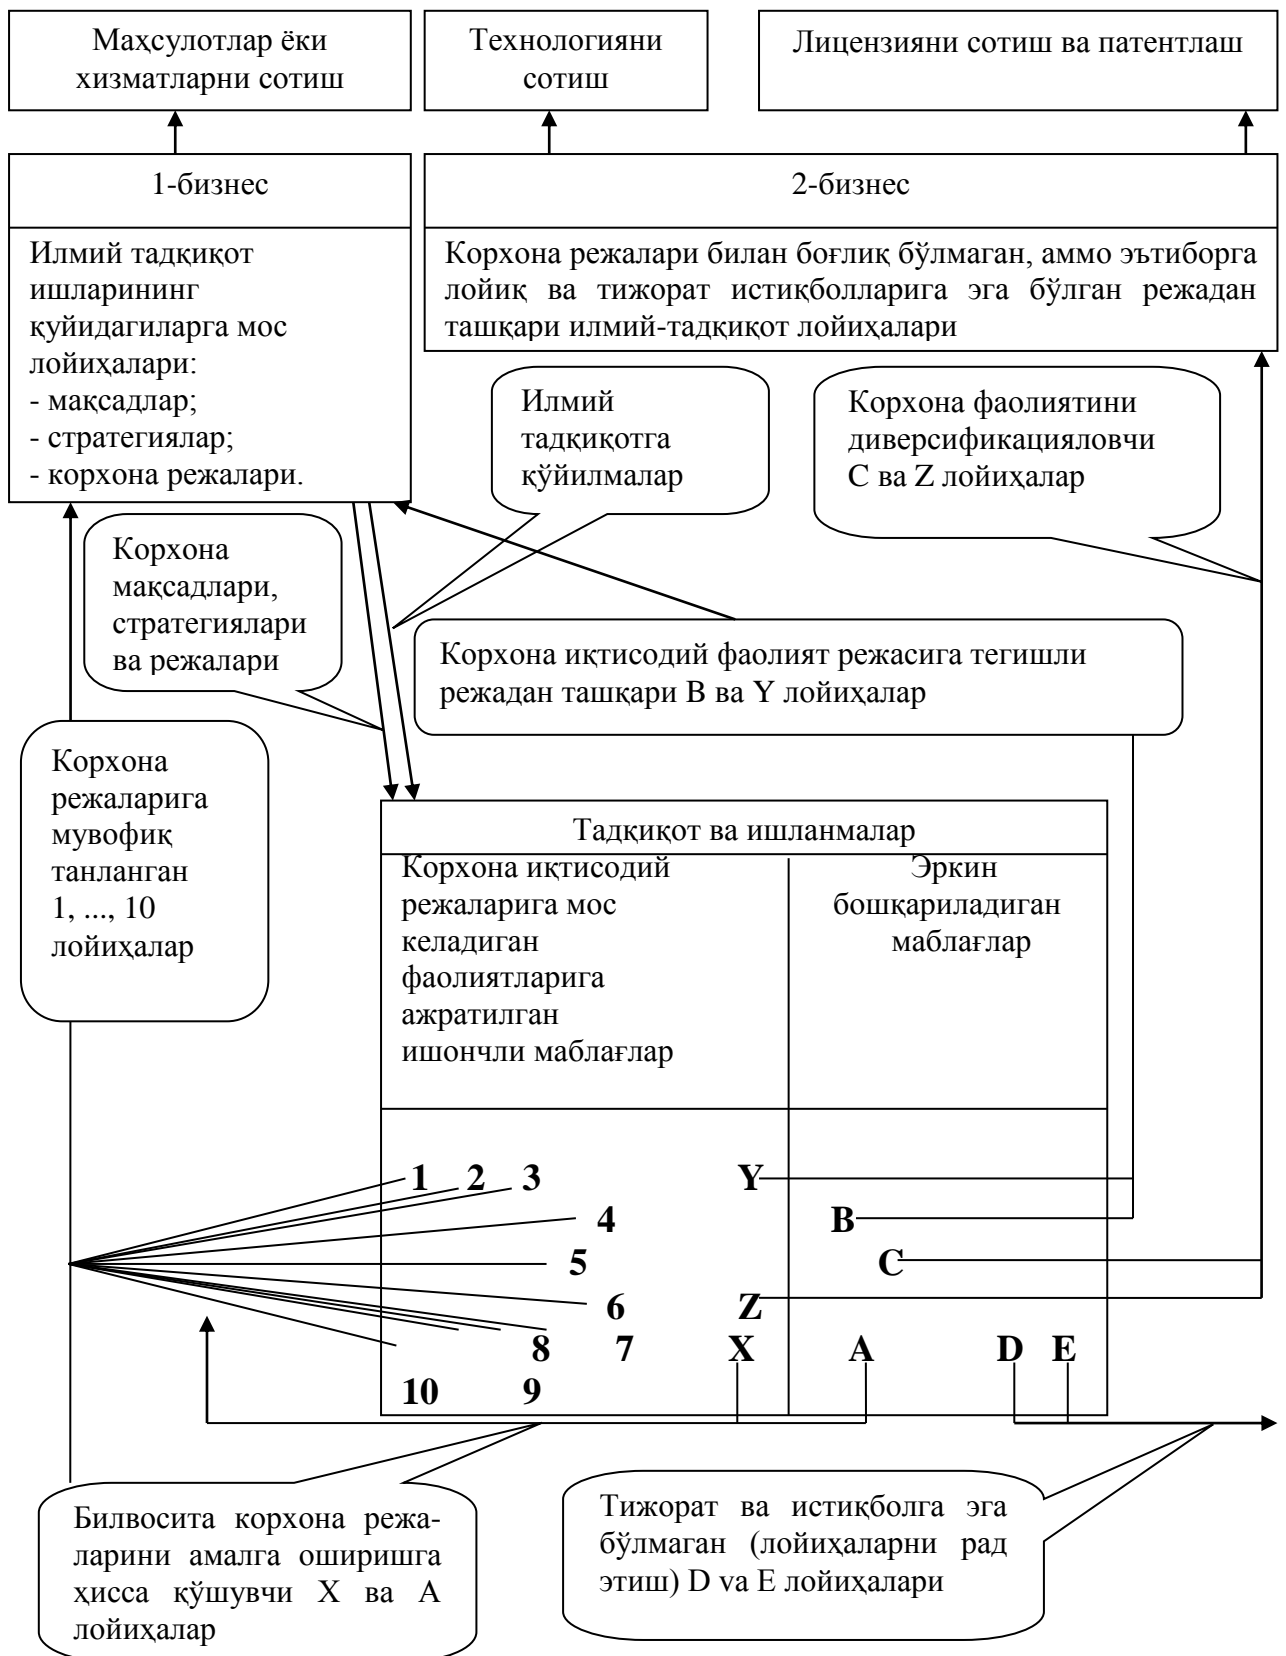 Маҳсулотлар ёки
хизматларни сотиш
Технологияни
сотиш
Лицензияни сотиш ва патентлаш
1-бизнес
2-бизнес
Илмий тадқиқот
ишларининг
қуйидагиларга мос
лойиҳалари:
- мақсадлар;
- стратегиялар;
- корхона режалари.
Корхона режалари билан боғлиқ бўлмаган, аммо эътиборга
лойиқ ва тижорат истиқболларига эга бўлган режадан
ташқари илмий-тадқиқот лойиҳалари
Илмий
тадқиқотга
қўйилмалар
Корхона фаолиятини
диверсификацияловчи
C ва Z лойиҳалар
Корхона
мақсадлари,
стратегиялари
ва режалари
Корхона иқтисодий фаолият режасига тегишли
режадан ташқари B ва Y лойиҳалар
Корхона
режаларига
мувофиқ
танланган
1, ..., 10
лойиҳалар
Тадқиқот ва ишланмалар
Корхона иқтисодий
режаларига мос
келадиган
фаолиятларига
ажратилган
ишончли маблағлар
Эркин
бошқариладиган
маблағлар
1 2 3 Y
4 B
5 C
6 Z
8 7 X A D E
10 9
Билвосита корхона режа-
ларини амалга оширишга
ҳисса қўшувчи X ва A
лойиҳалар
Тижорат ва истиқболга эга
бўлмаган (лойиҳаларни рад
этиш) D va E лойиҳалари